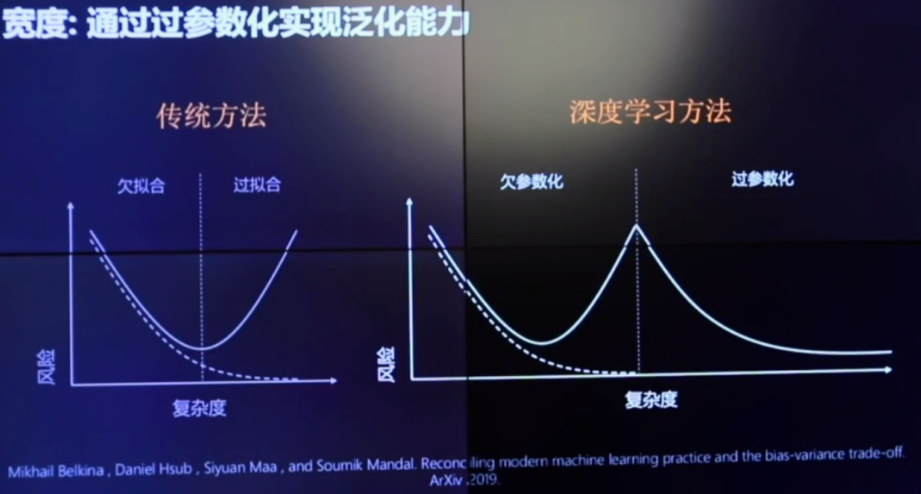 宽度: 通过过参数化实现泛化能力
传统方法
深度学习方法
欠拟合
过拟合
欠参数化
过参数化
风险
风险
复杂度
复杂度
Mikhail Belkina , Daniel Hsub , Siyuan Maa , and Soumik Mandal. Reconciling modern machine learning practice and the bias-variance trade-off.
ArXiv ,2019.